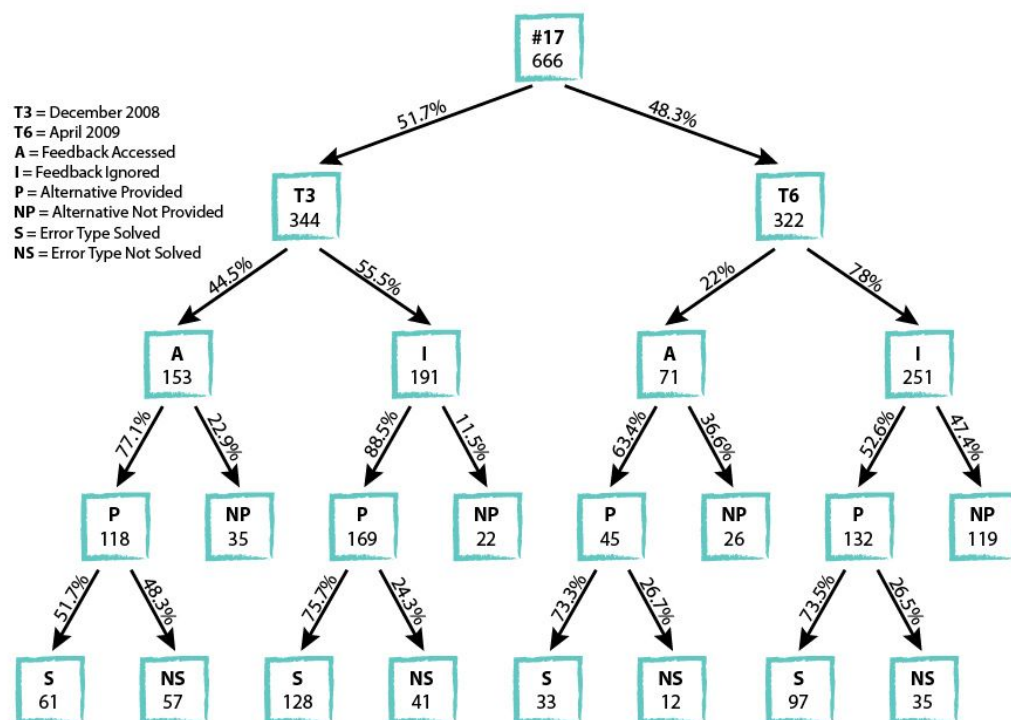 #17
666
51.7%
48.3%
T3 = December 2008
T6 = April 2009
A = Feedback Accessed
I = Feedback Ignored
P = Alternative Provided
NP = Alternative Not Provided
S = Error Type Solved
NS = Error Type Not Solved
T3
344
T6
322
44.5%
55.5%
22%
78%
A
153
I
191
A
71
I
251
77.1%
22.9%
88.5%
11.5%
63.4%
36.6%
52.6%
47.4%
P
118
NP
35
P
169
NP
22
P
45
NP
26
P
132
NP
119
51.7%
48.3%
75.7%
24.3%
73.3%
26.7%
73.5%
26.5%
S
61
NS
57
S
128
NS
41
S
33
NS
12
S
97
NS
35